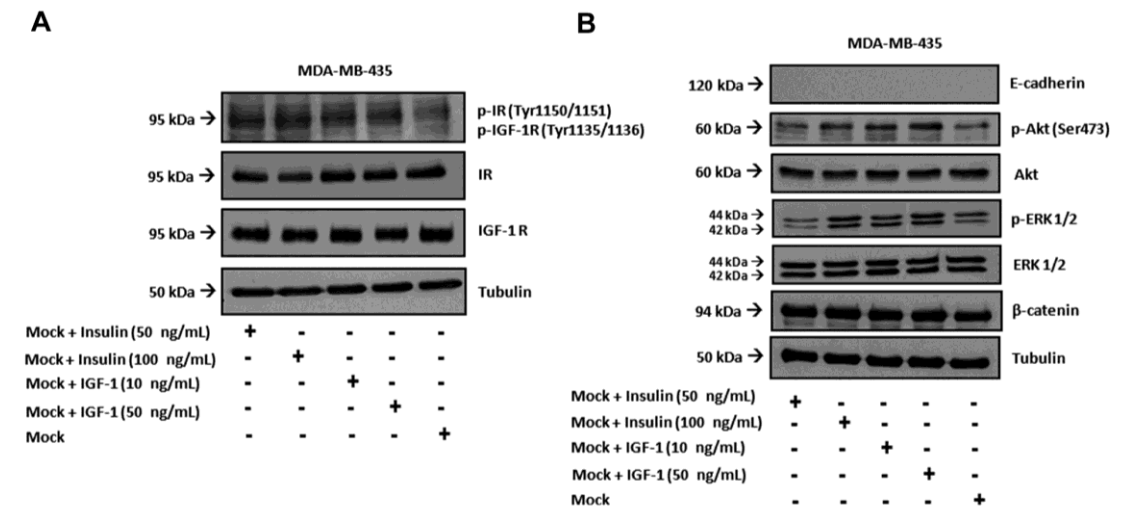 A
MDA-MB-435
95 kDa →
p-IR (Tyr1150/1151)
p-IGF-1R (Tyr1135/1136)
95 kDa →
IR
95 kDa →
IGF-1 R
50 kDa →
Tubulin
Mock + Insulin (50 ng/mL) + - - - -
Mock + Insulin (100 ng/mL) - + - - -
Mock + IGF-1 (10 ng/mL) - - + - -
Mock + IGF-1 (50 ng/mL) - - - + -
Mock - - - - +
B
MDA-MB-435
120 kDa →
E-cadherin
60 kDa →
p-Akt (Ser473)
60 kDa →
Akt
44 kDa →
42 kDa →
p-ERK 1/2
44 kDa →
42 kDa →
ERK 1/2
94 kDa →
β-catenin
50 kDa →
Tubulin
Mock + Insulin (50 ng/mL) + - - - -
Mock + Insulin (100 ng/mL) - + - - -
Mock + IGF-1 (10 ng/mL) - - + - -
Mock + IGF-1 (50 ng/mL) - - - + -
Mock - - - - +